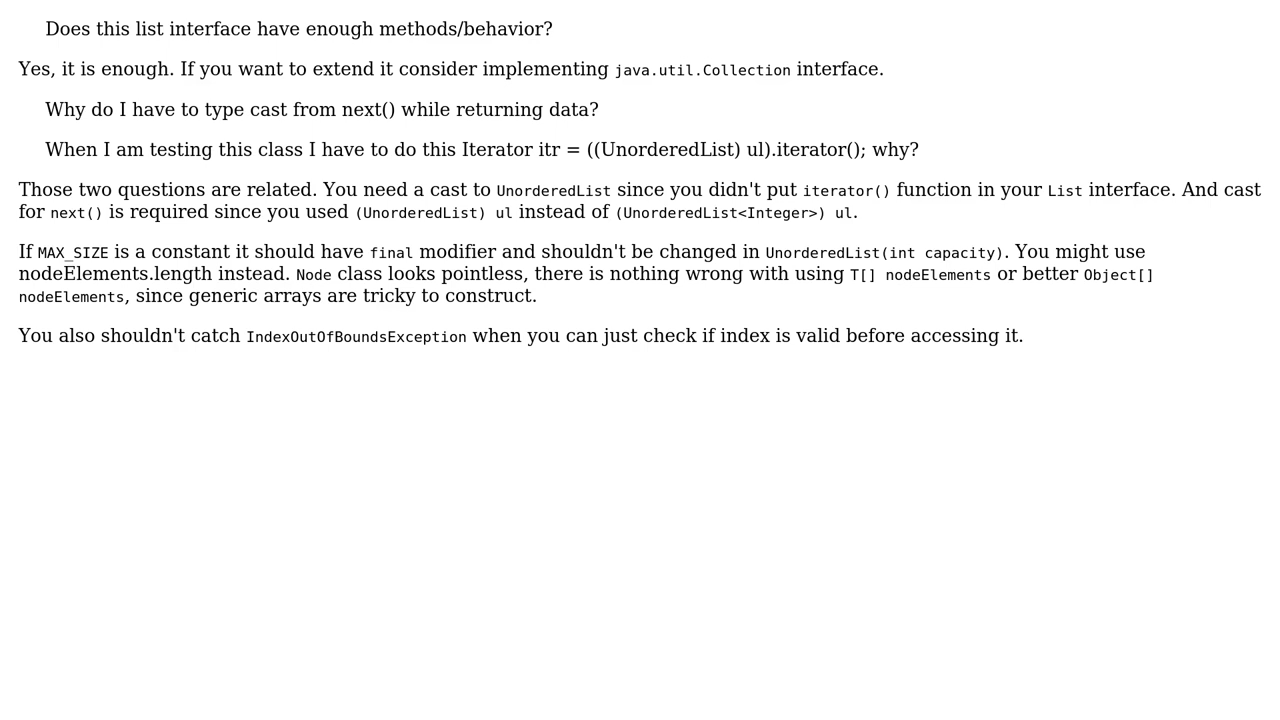 Does this list interface have enough methods/behavior?
Yes, it is enough. If you want to extend it consider implementing java.util.Collection interface.
Why do I have to type cast from next() while returning data?
When I am testing this class I have to do this Iterator itr = ((UnorderedList) ul).iterator(); why?
Those two questions are related. You need a cast to UnorderedList since you didn't put iterator() function in your List interface. And cast
for next() is required since you used (UnorderedList) ul instead of (UnorderedList<Integer>) ul.
If MAX_SIZE is a constant it should have final modifier and shouldn't be changed in UnorderedList(int capacity). You might use
nodeElements.length instead. Node class looks pointless, there is nothing wrong with using T[] nodeElements or better Object[]
nodeElements, since generic arrays are tricky to construct.
You also shouldn't catch IndexOutOfBoundsException when you can just check if index is valid before accessing it.